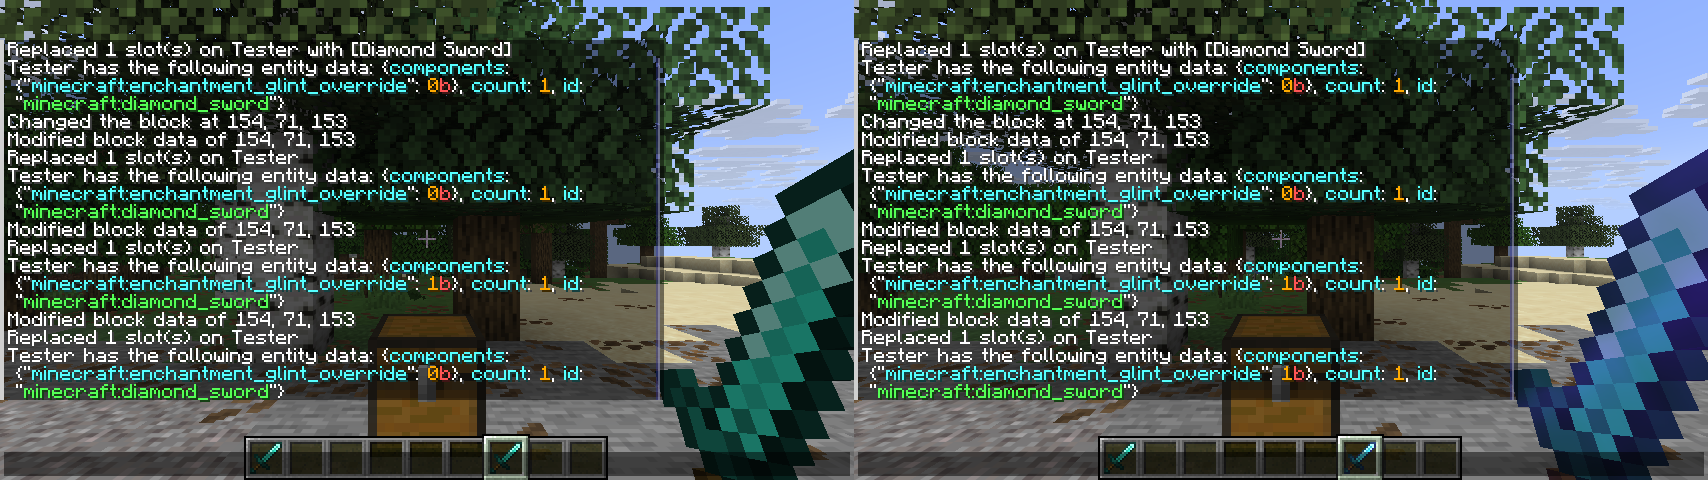 Replaced 1 slot(s) on Tester with [Diamond Sword]
Tester has the following entity data: {components:
{"minecraft:enchantment_glint_override": 0b}, count: 1, id:
"minecraft:diamond_sword"}
Changed the block at 154, 71, 153
Modified block data of 154, 71, 153
Replaced 1 slot(s) on Tester
Tester has the following entity data: {components:
{"minecraft:enchantment_glint_override": 0b}, count: 1, id:
"minecraft:diamond_sword"}
Modified block data of 154, 71, 153
Replaced 1 slot(s) on Tester
Tester has the following entity data: {components:
{"minecraft:enchantment_glint_override": 1b}, count: 1, id:
"minecraft:diamond_sword"}
Modified block data of 154, 71, 153
Replaced 1 slot(s) on Tester
Tester has the following entity data: {components:
{"minecraft:enchantment_glint_override": 0b}, count: 1, id:
"minecraft:diamond_sword"}
Replaced 1 slot(s) on Tester with [Diamond Sword]
Tester has the following entity data: {components:
{"minecraft:enchantment_glint_override": 0b}, count: 1, id:
"minecraft:diamond_sword"}
Changed the block at 154, 71, 153
Modified block data of 154, 71, 153
Replaced 1 slot(s) on Tester
Tester has the following entity data: {components:
{"minecraft:enchantment_glint_override": 0b}, count: 1, id:
"minecraft:diamond_sword"}
Modified block data of 154, 71, 153
Replaced 1 slot(s) on Tester
Tester has the following entity data: {components:
{"minecraft:enchantment_glint_override": 1b}, count: 1, id:
"minecraft:diamond_sword"}
Modified block data of 154, 71, 153
Replaced 1 slot(s) on Tester
Tester has the following entity data: {components:
{"minecraft:enchantment_glint_override": 1b}, count: 1, id:
"minecraft:diamond_sword"}